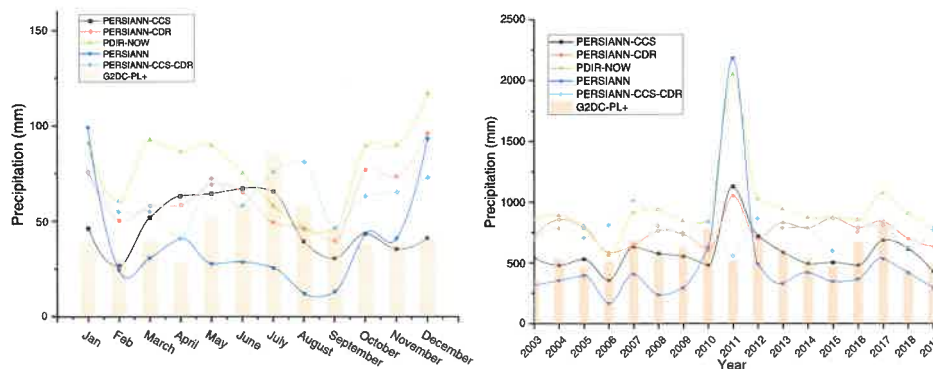 150
100
50
0
Precipitation (mm)
PERSIANN-CCS
PERSIANN-CDR
PDIR-NOW
PERSIANN
PERSIANN-CCS-CDR
G2DC-PL+
Jan
Feb
March
April
May
June
July
August
September
October
November
December
2500
2000
1500
1000
500
0
Precipitation (mm)
PERSIANN-CCS
PERSIANN-CDR
PDIR-NOW
PERSIANN
PERSIANN-CCS-CDR
G2DC-PL+
2003
2004
2005
2006
2007
2008
2009
2010
2011
2012
2013
2014
2015
2016
2017
2018
Year